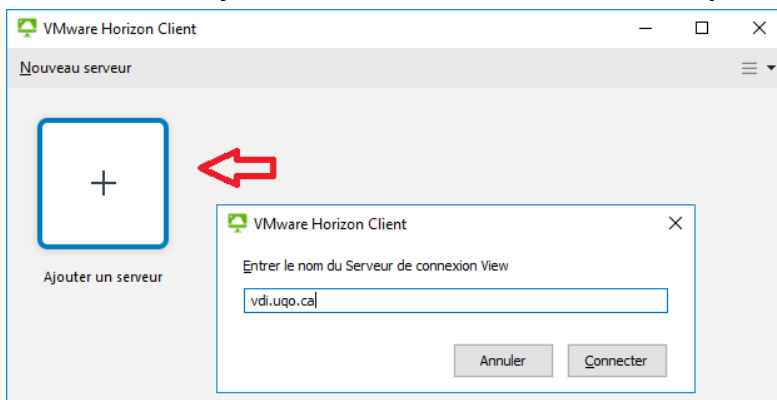 VMware Horizon Client
Nouveau serveur
Ajouter un serveur
VMware Horizon Client
Entrer le nom du Serveur de connexion View
vdi.uqo.ca
Annuler
Connecter